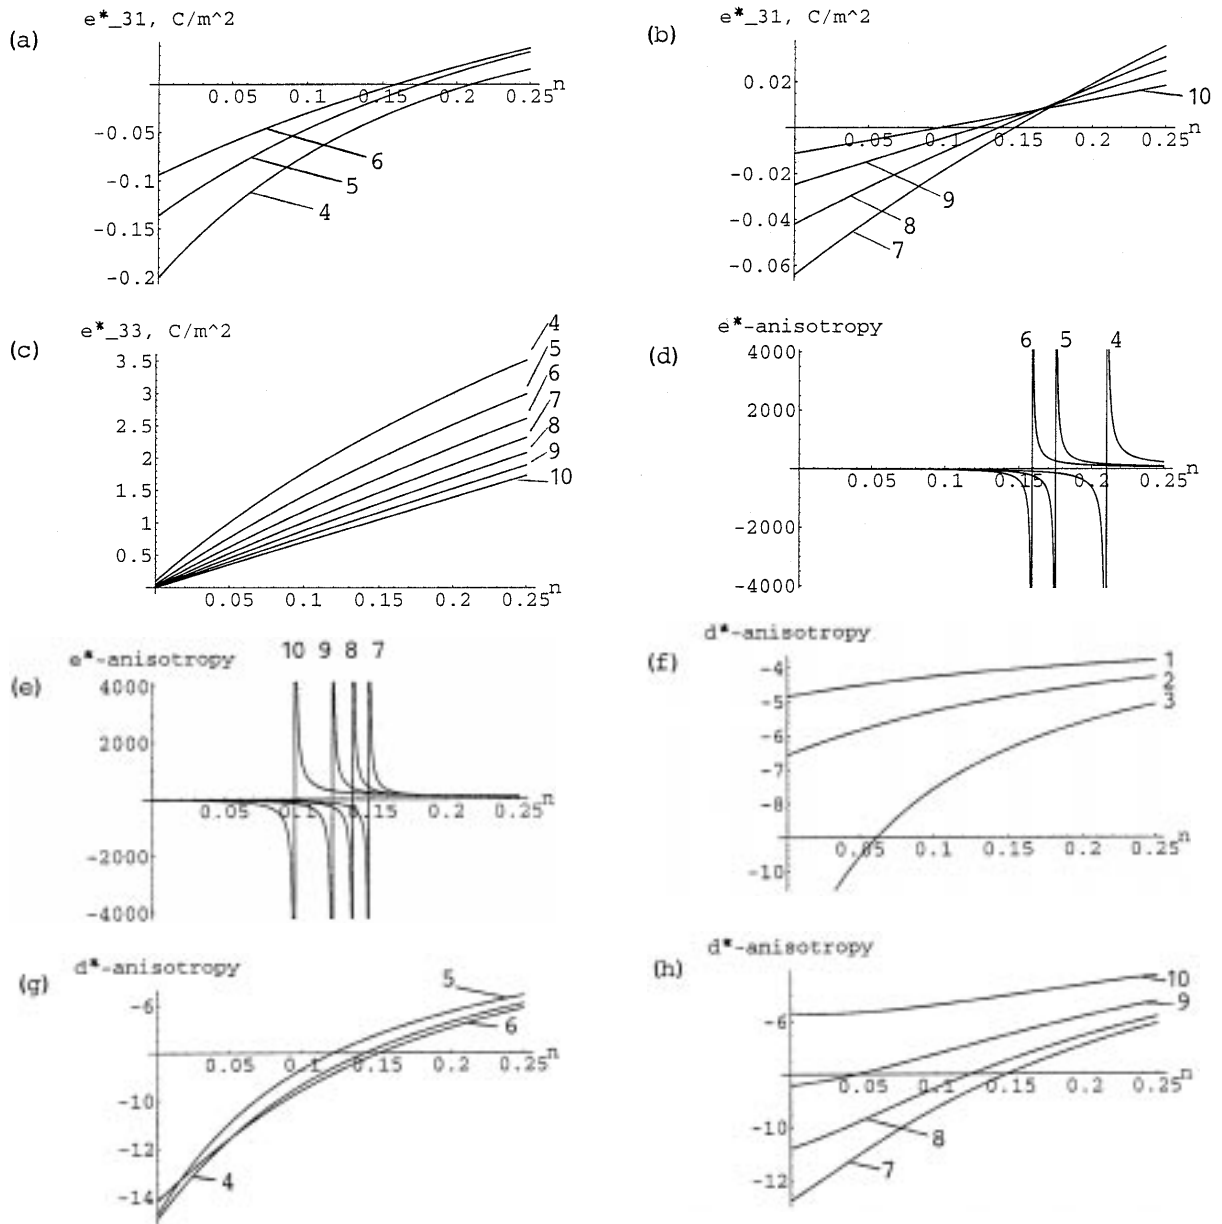 (a)
e*_31, C/m^2
n
0.05 0.1 0.15 0.2 0.25
-0.05
-0.1
-0.15
-0.2
6
5
4
(b)
e*_31, C/m^2
0.02
-0.02
-0.04
-0.06
n
0.05 0.1 0.15 0.2 0.25
10
9
8
7
(c)
e*_33, C/m^2
3.5
3
2.5
2
1.5
1
0.5
n
0.05 0.1 0.15 0.2 0.25
4
5
6
7
8
9
10
(d)
e*-anisotropy
4000
2000
-2000
-4000
6 5 4
n
0.05 0.1 0.15 0.2 0.25
(e)
e*-anisotropy
10 9 8 7
4000
2000
-2000
-4000
n
0.05 0.1 0.15 0.2 0.25
(f)
d*-anisotropy
-4
-5
-6
-7
-8
-10
1
2
3
n
0.05 0.1 0.15 0.2 0.25
(g)
d*-anisotropy
-6
-10
-12
-14
5
6
4
n
0.05 0.1 0.15 0.2 0.25
(h)
d*-anisotropy
-6
-10
-12
10
9
8
7
n
0.05 0.1 0.15 0.2 0.25